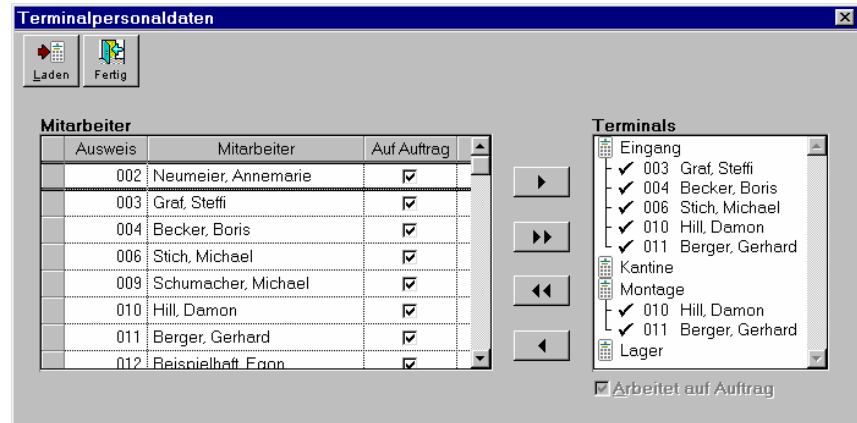 Terminalpersonaldaten
Laden Fertig
Mitarbeiter
Ausweis Mitarbeiter Auf Auftrag
002 Neumeier, Annemarie
003 Graf, Steffi
004 Becker, Boris
006 Stich, Michael
009 Schumacher, Michael
010 Hill, Damon
011 Berger, Gerhard
012 Beispielhaft, Egon
Terminals
Eingang
003 Graf, Steffi
004 Becker, Boris
006 Stich, Michael
010 Hill, Damon
011 Berger, Gerhard
Kantine
Montage
010 Hill, Damon
011 Berger, Gerhard
Lager
Arbeitet auf Auftrag